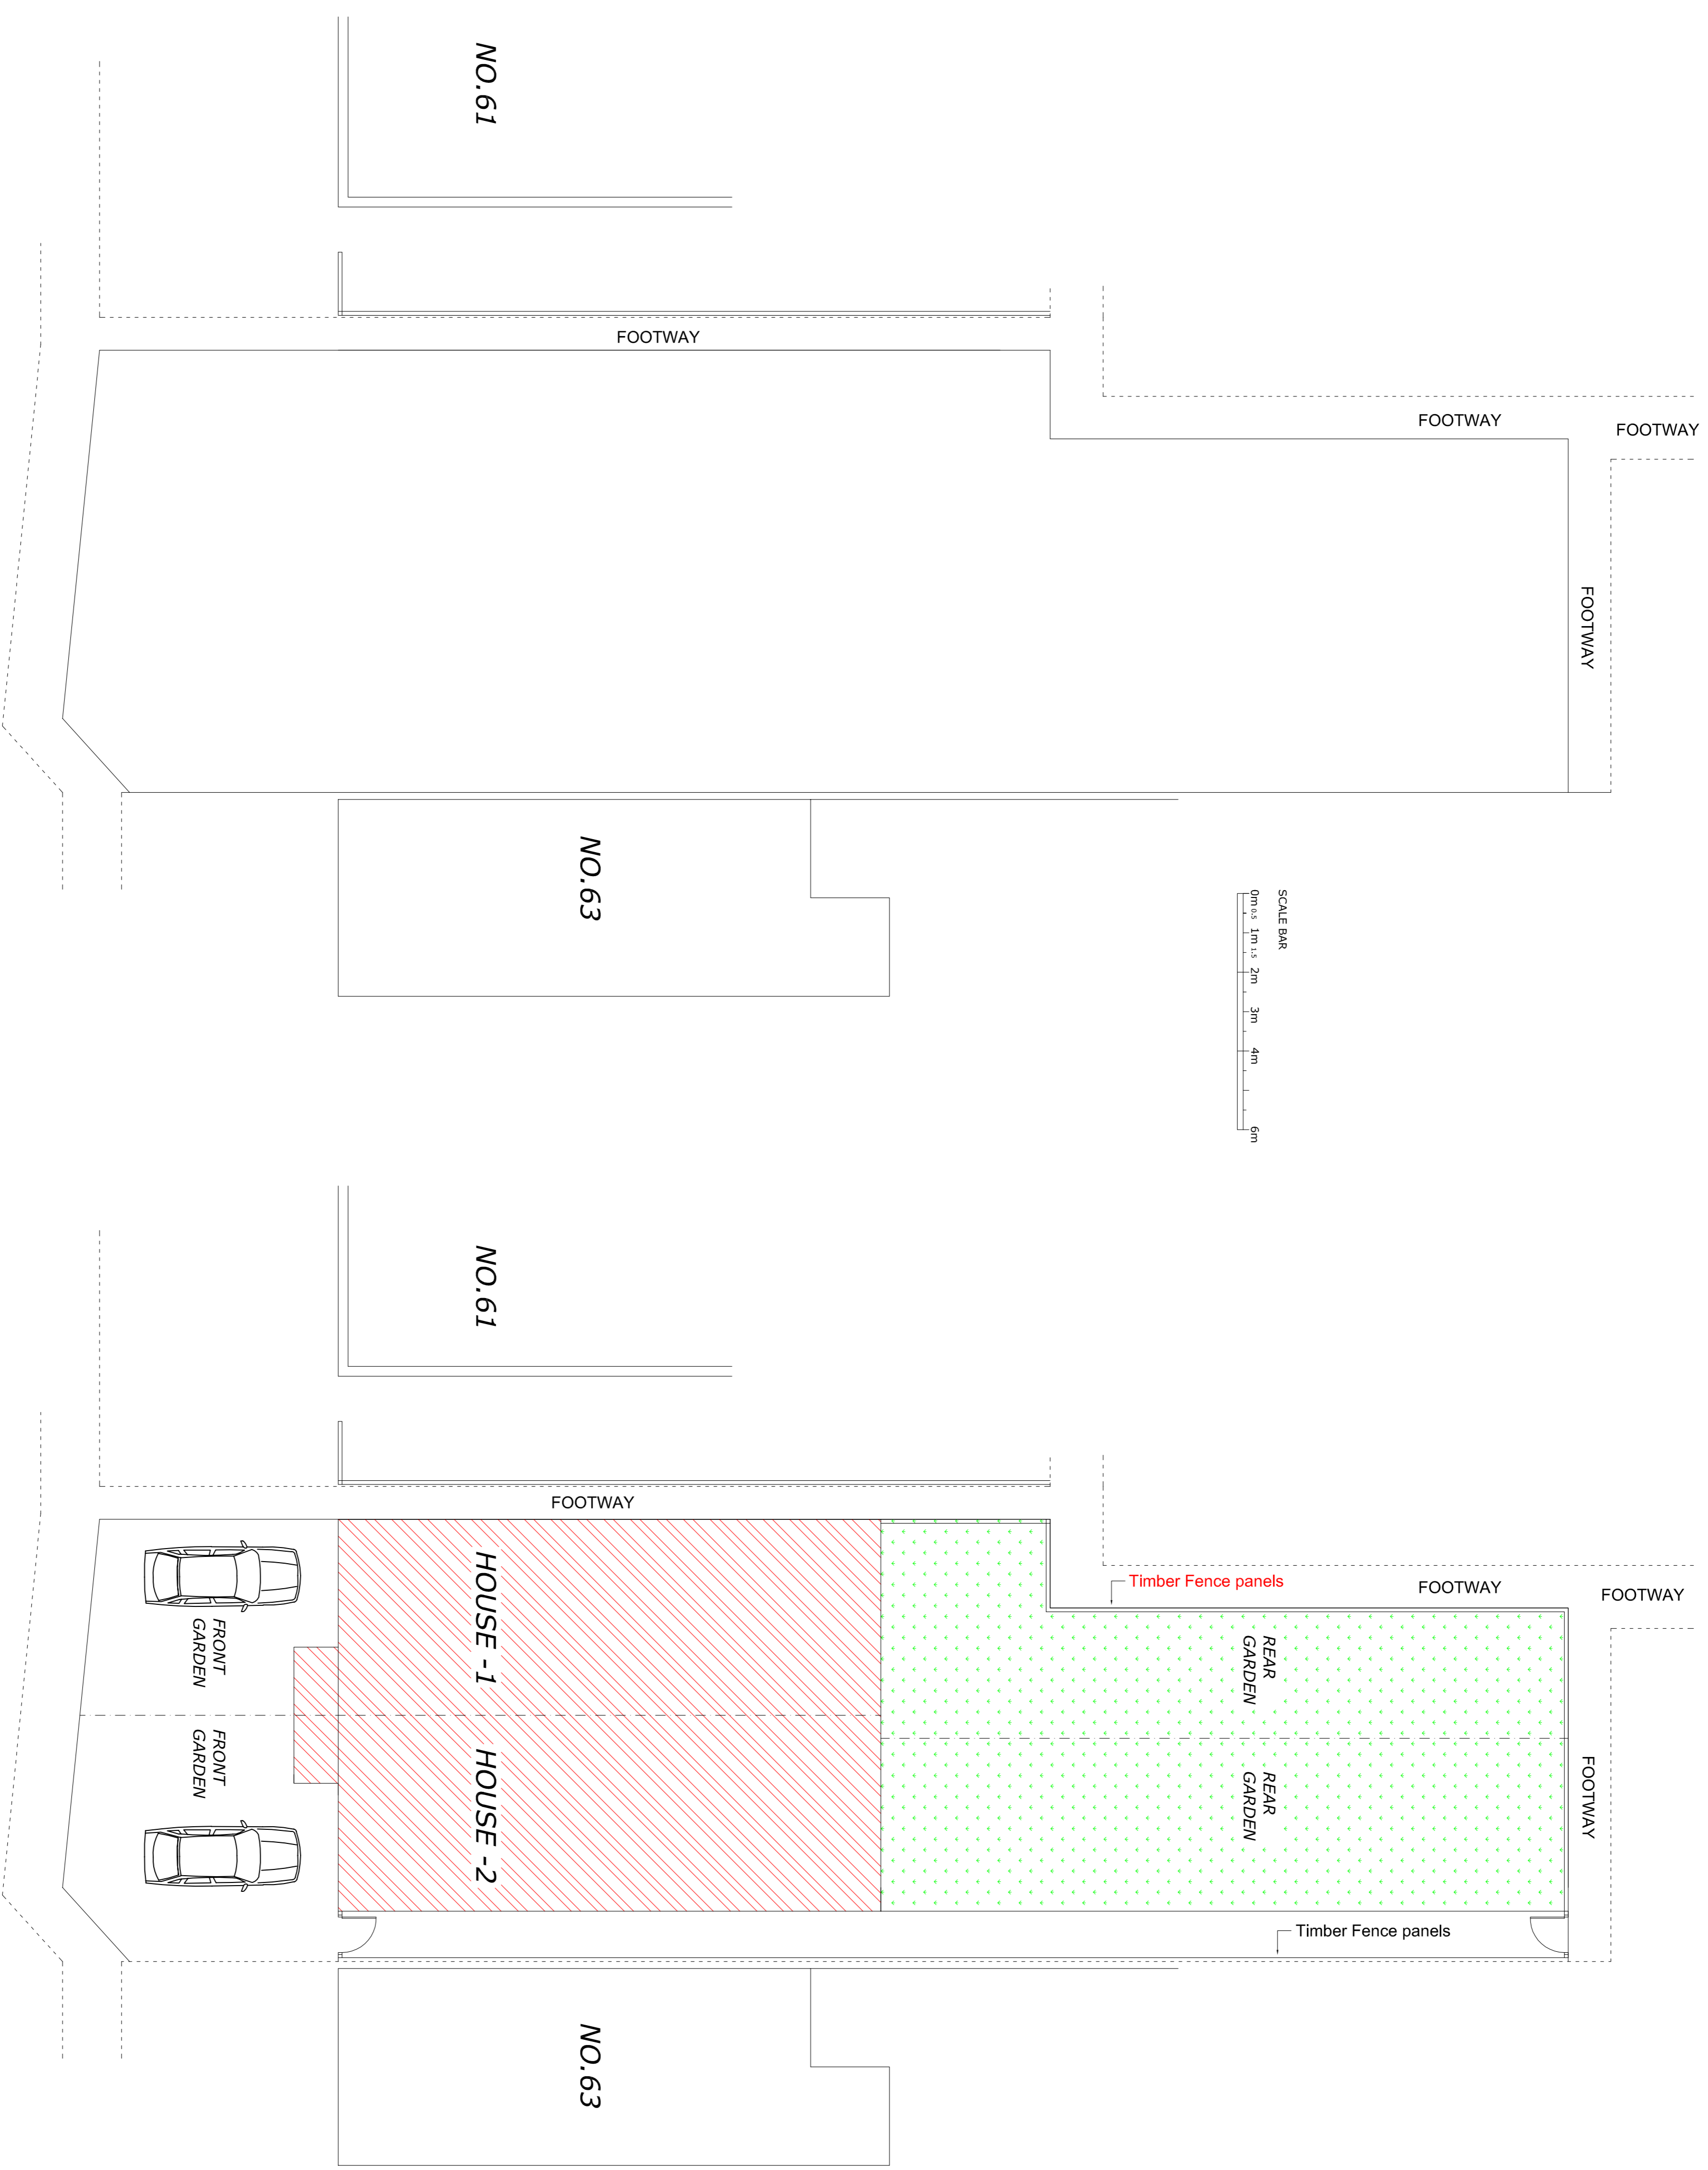 NO.61
FOOTWAY
FOOTWAY
FOOTWAY
FOOTWAY
NO.63
SCALE BAR
0m 0.5 1m 1.5 2m 3m 4m 6m
NO.61
FOOTWAY
Timber Fence panels
FOOTWAY
FOOTWAY
HOUSE -1
FRONT
GARDEN
REAR
GARDEN
FRONT
GARDEN
HOUSE -2
REAR
GARDEN
FOOTWAY
Timber Fence panels
NO.63